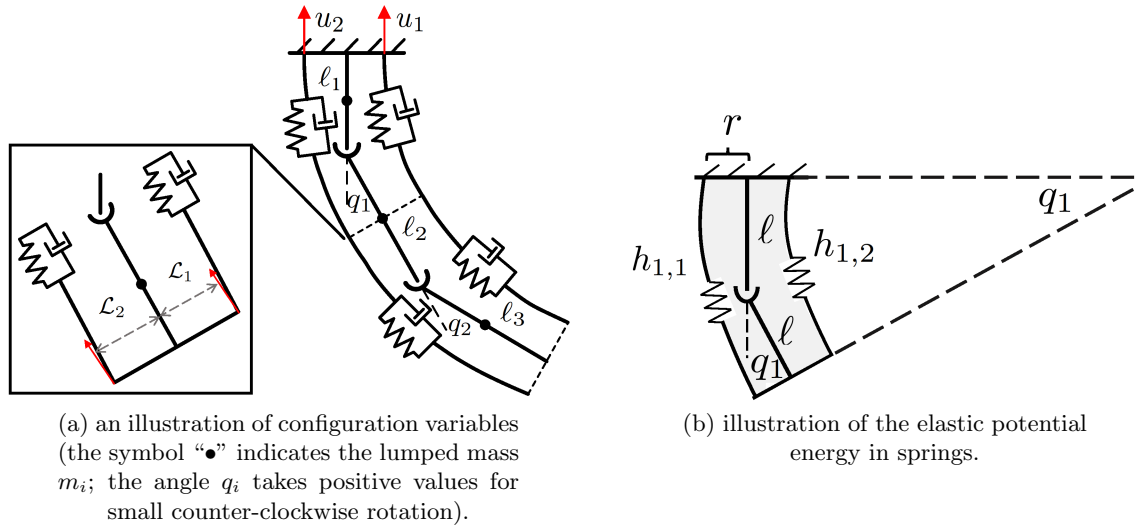 u₂
u₁
ℓ₁
q₁
ℓ₂
q₂
ℓ₃
𝓛₁
𝓛₂
(a) an illustration of configuration variables
(the symbol “●” indicates the lumped mass
mᵢ; the angle qᵢ takes positive values for
small counter-clockwise rotation).
r
q₁
ℓ
h₁,₁
h₁,₂
ℓ
q₁
(b) illustration of the elastic potential
energy in springs.